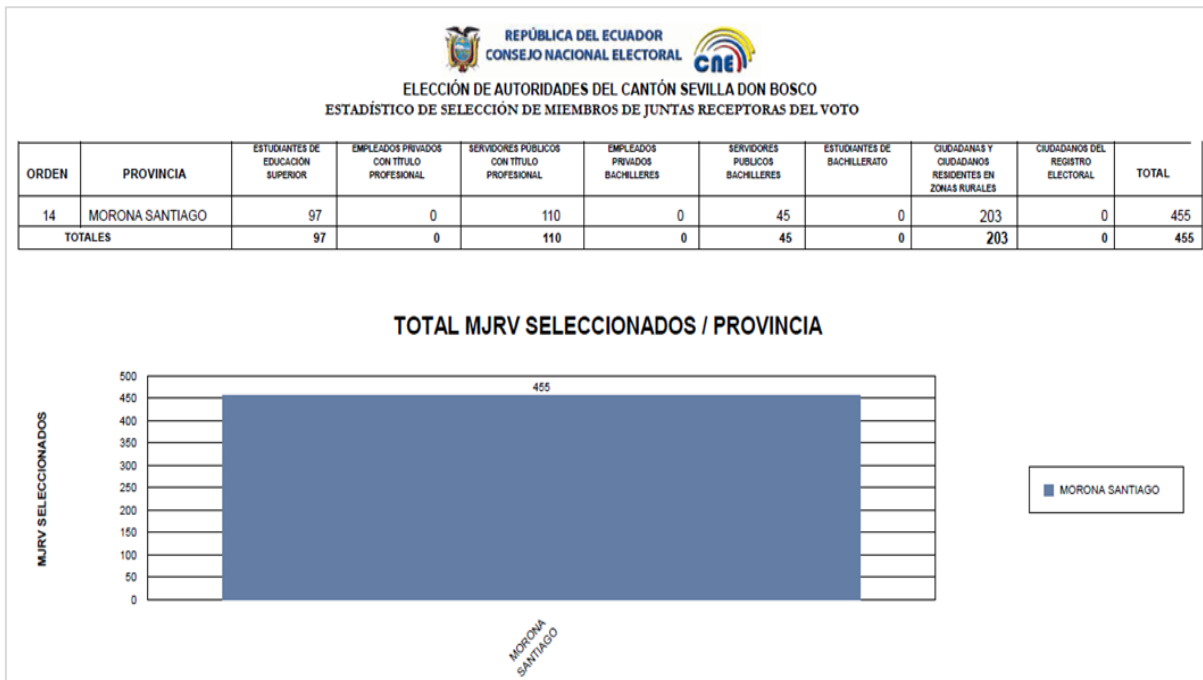 REPÚBLICA DEL ECUADOR
CONSEJO NACIONAL ELECTORAL
CNE
ELECCIÓN DE AUTORIDADES DEL CANTÓN SEVILLA DON BOSCO
ESTADÍSTICO DE SELECCIÓN DE MIEMBROS DE JUNTAS RECEPTORAS DEL VOTO
ORDEN
PROVINCIA
ESTUDIANTES DE
EDUCACIÓN
SUPERIOR
EMPLEADOS PRIVADOS
CON TÍTULO
PROFESIONAL
SERVIDORES PÚBLICOS
CON TÍTULO
PROFESIONAL
EMPLEADOS
PRIVADOS
BACHILLERES
SERVIDORES
PUBLICOS
BACHILLERES
ESTUDIANTES DE
BACHILLERATO
CIUDADANAS Y
CIUDADANOS
RESIDENTES EN
ZONAS RURALES
CIUDADANOS DEL
REGISTRO
ELECTORAL
TOTAL
14 MORONA SANTIAGO 97 0 110 0 45 0 203 0 455
TOTALES 97 0 110 0 45 0 203 0 455
TOTAL MJRV SELECCIONADOS / PROVINCIA
MJRV SELECCIONADOS
500
450
400
350
300
250
200
150
100
50
0
455
MORONA
SANTIAGO
MORONA SANTIAGO